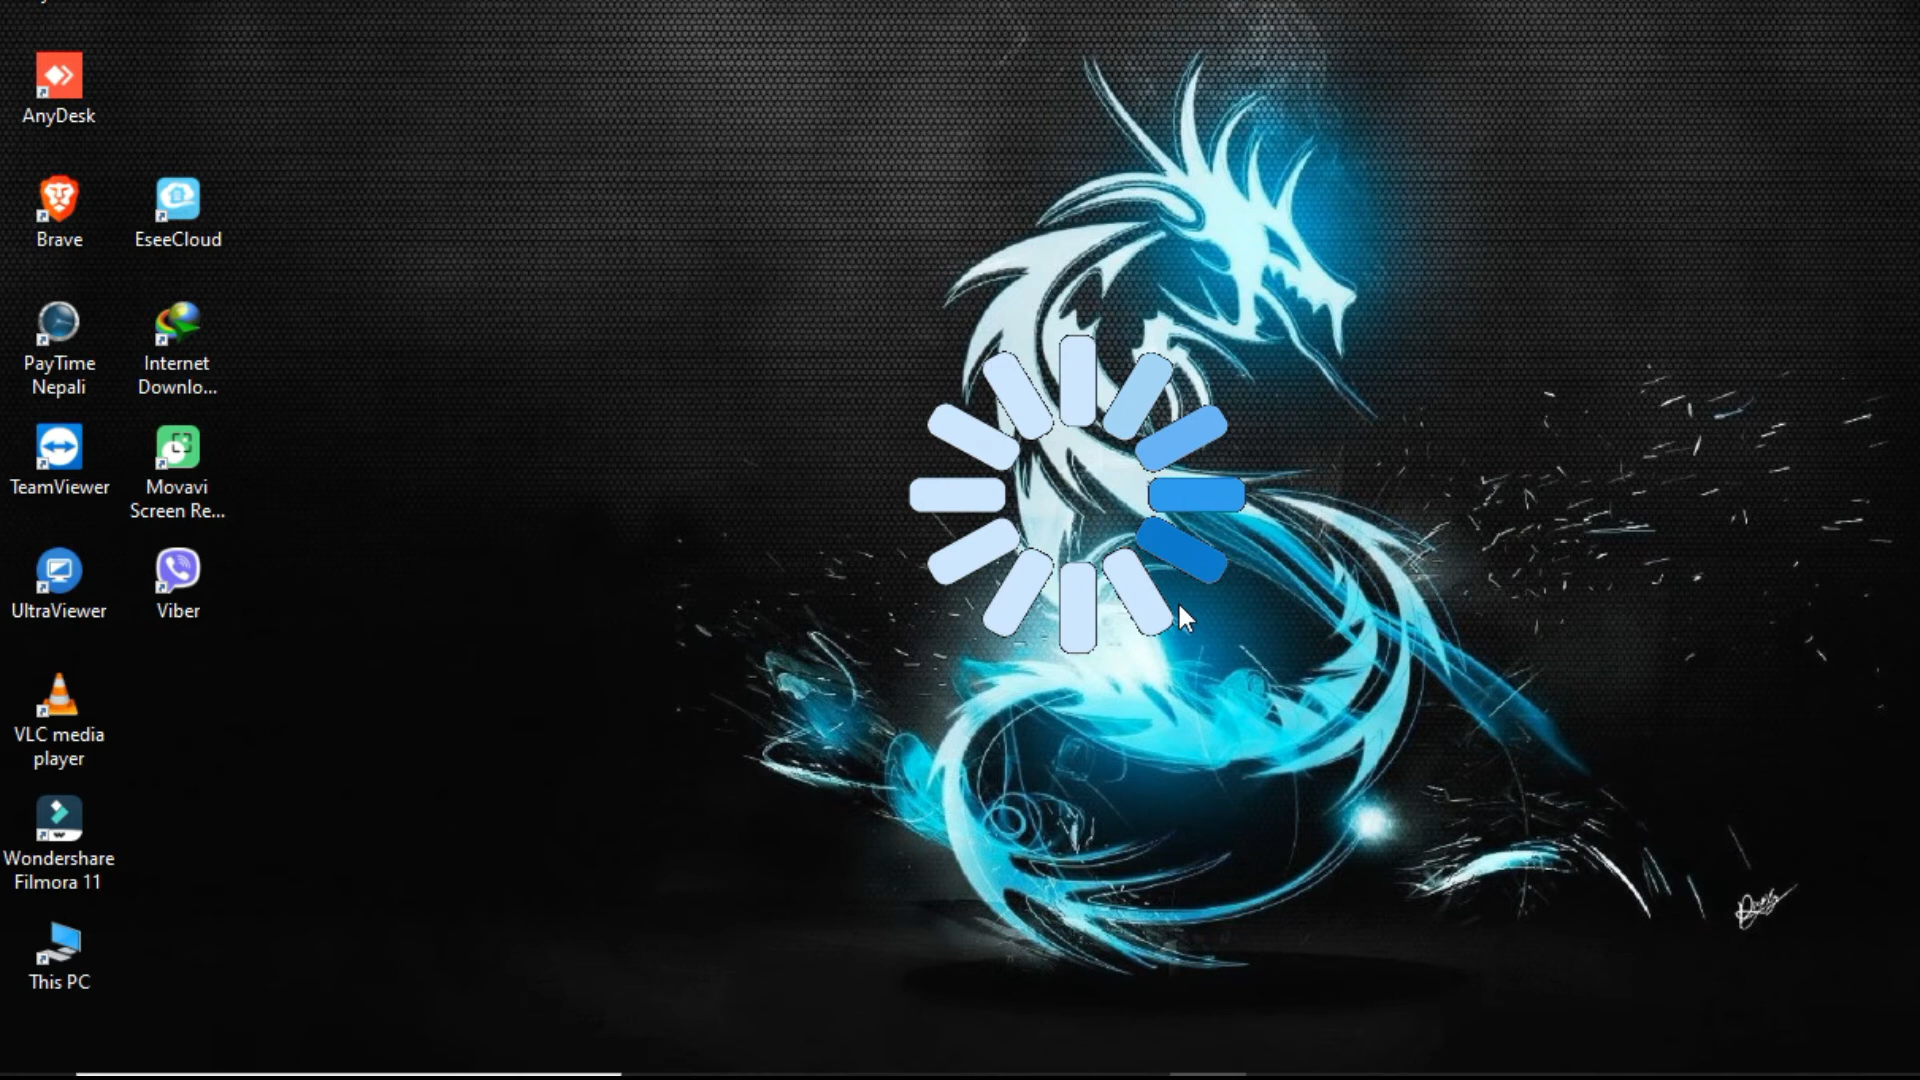 AnyDesk
Brave
EseeCloud
PayTime
Nepali
Internet
Downlo...
TeamViewer
Movavi
Screen Re...
UltraViewer
Viber
VLC media
player
Wondershare
Filmora 11
This PC